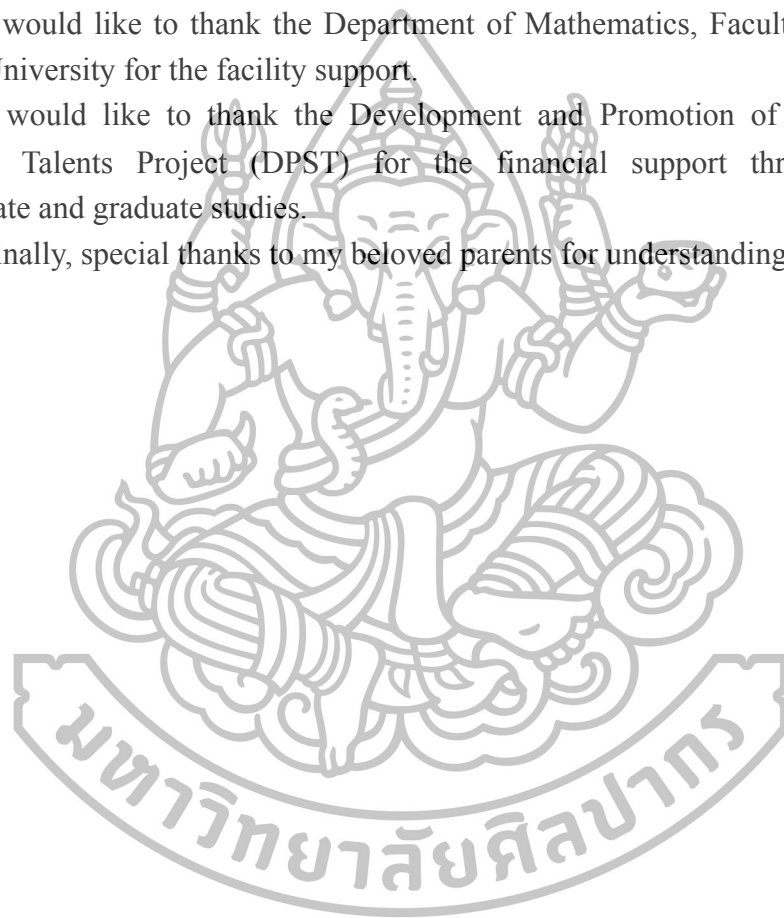 would like to thank the Department of Mathematics, Facult
University for the facility support.
would like to thank the Development and Promotion of
Talents Project (DPST) for the financial support thr
ate and graduate studies.
inally, special thanks to my beloved parents for understanding
มหาวิทยาลัยศิลปากร